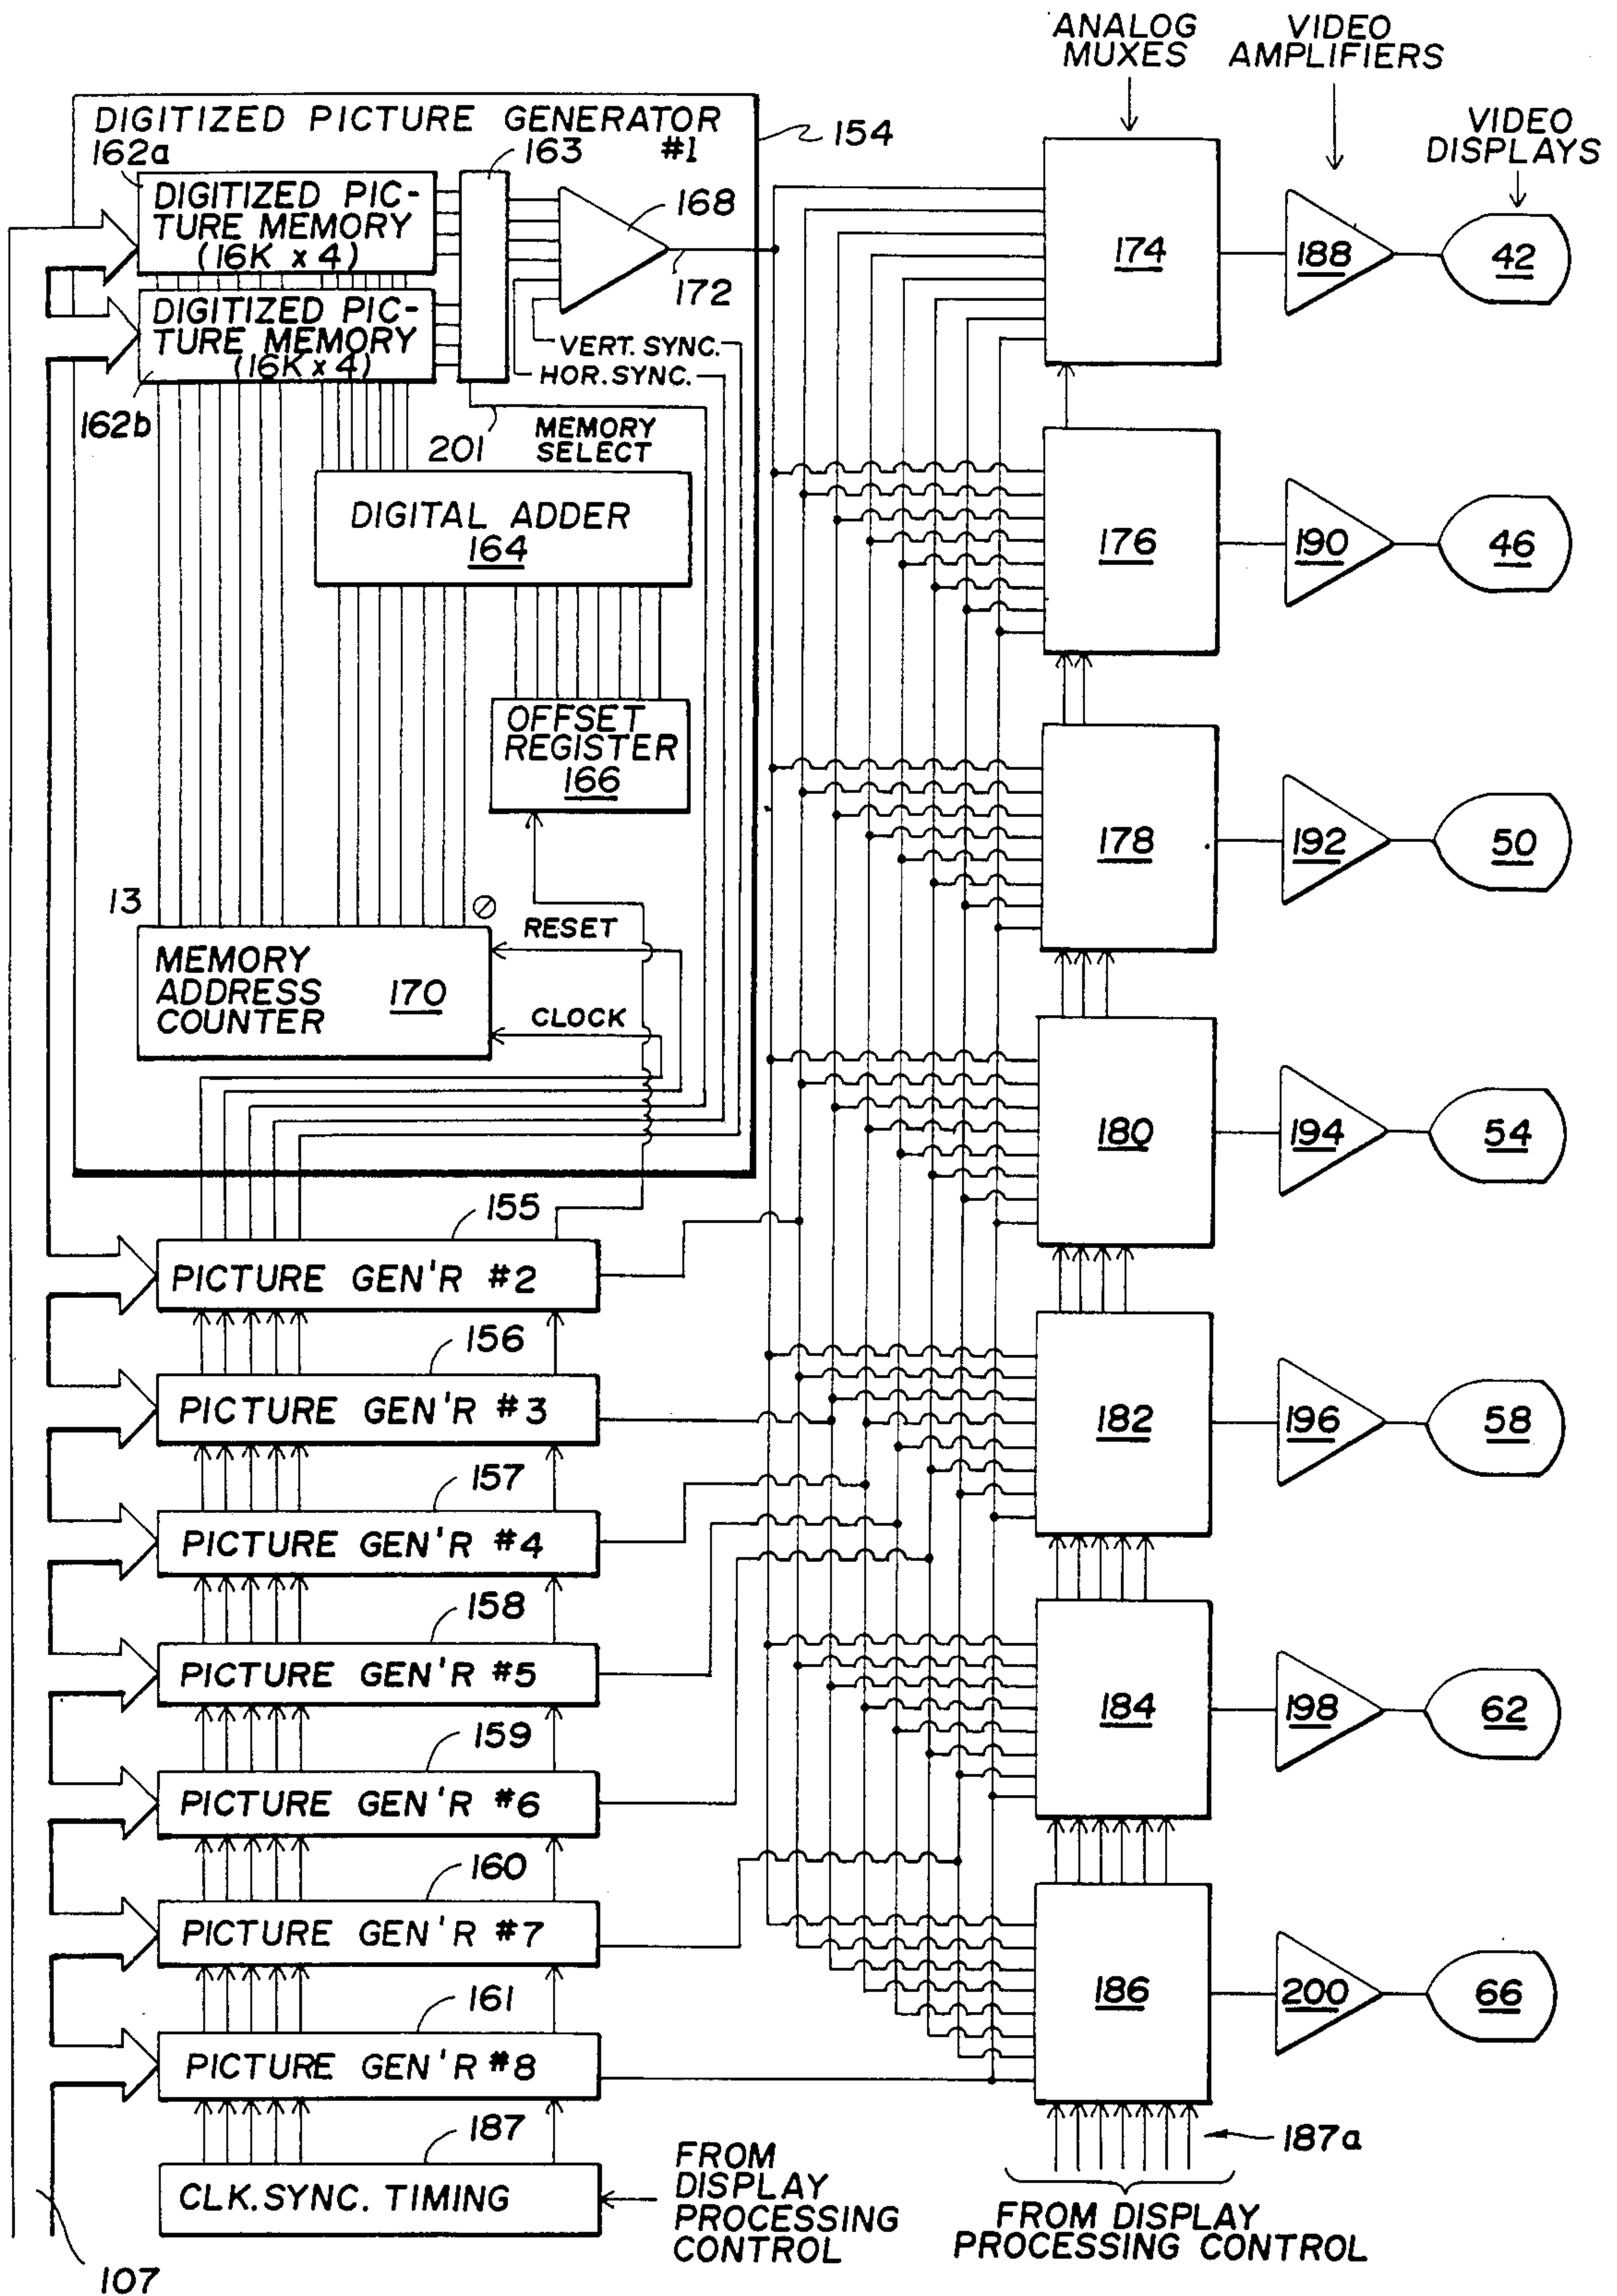 ANALOG
MUXES
VIDEO
AMPLIFIERS
VIDEO
DISPLAYS
DIGITIZED PICTURE GENERATOR
#1
154
162a
163
DIGITIZED PIC-
TURE MEMORY
(16K x 4)
168
172
DIGITIZED PIC-
TURE MEMORY
(16K x 4)
162b
VERT. SYNC.
HOR. SYNC.
201
MEMORY
SELECT
DIGITAL ADDER
164
OFFSET
REGISTER
166
13
0
RESET
MEMORY
ADDRESS
COUNTER
170
CLOCK
155
PICTURE GEN'R #2
156
PICTURE GEN'R #3
157
PICTURE GEN'R #4
158
PICTURE GEN'R #5
159
PICTURE GEN'R #6
160
PICTURE GEN'R #7
161
PICTURE GEN'R #8
187
CLK. SYNC. TIMING
FROM
DISPLAY
PROCESSING
CONTROL
107
174
188
42
176
190
46
178
192
50
180
194
54
182
196
58
184
198
62
186
200
66
187a
FROM DISPLAY
PROCESSING CONTROL